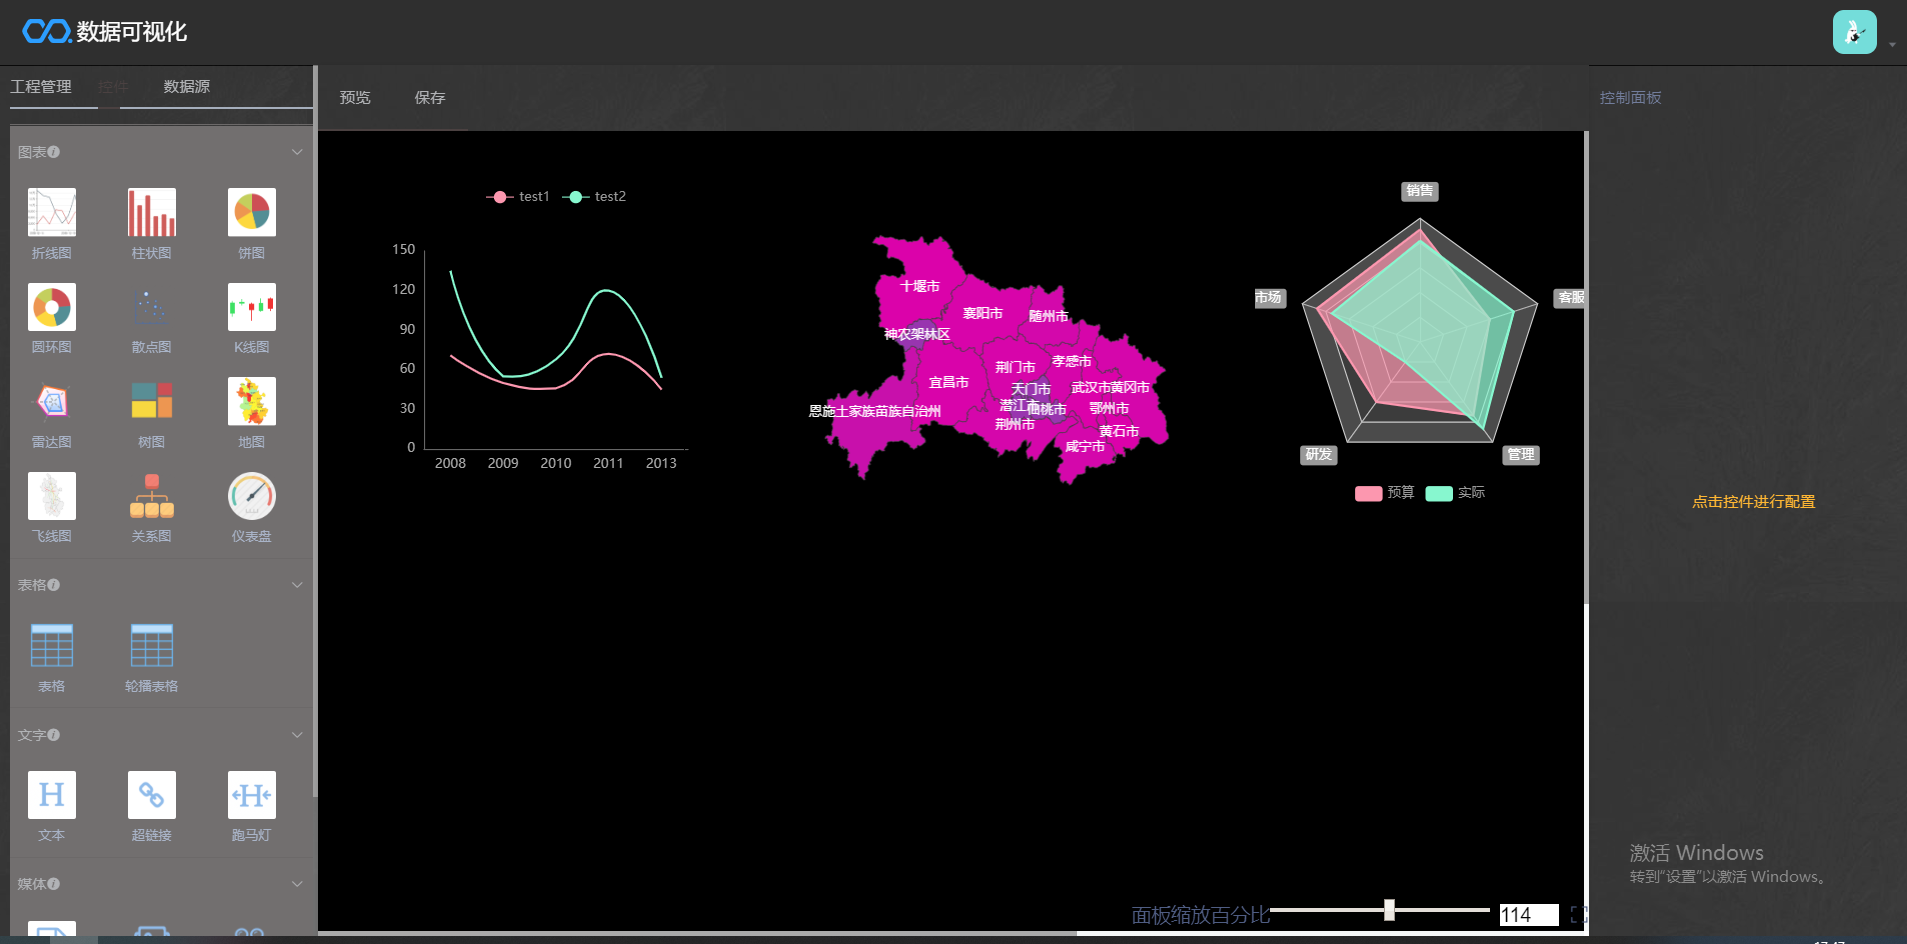 数据可视化
工程管理 控件 数据源
预览 保存
控制面板
图表
折线图 柱状图 饼图
圆环图 散点图 K线图
雷达图 树图 地图
飞线图 关系图 仪表盘
表格
表格 轮播表格
文字
H H
文本 超链接 跑马灯
媒体
test1 test2
150
120
90
60
30
0
2008 2009 2010 2011 2013
十堰市
襄阳市
随州市
神农架林区
荆门市
孝感市
宜昌市
天门市
武汉市
黄冈市
潜江市
仙桃市
鄂州市
恩施土家族苗族自治州
荆州市
黄石市
咸宁市
销售
市场
客服
研发
管理
预算 实际
点击控件进行配置
激活 Windows
转到"设置"以激活 Windows。
面板缩放百分比
114